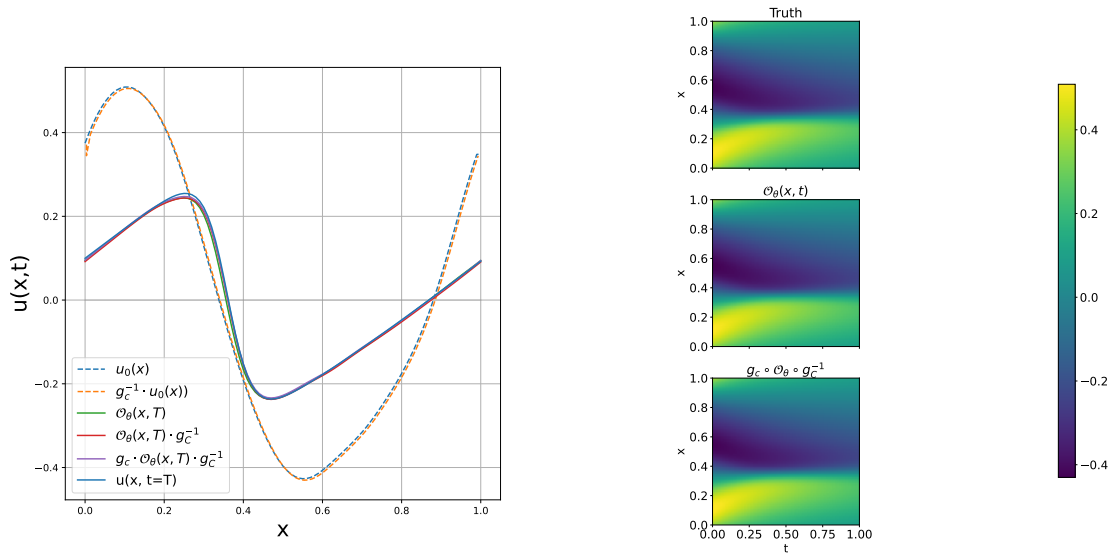 u(x,t)
0.4
0.2
0.0
−0.2
−0.4
0.0 0.2 0.4 0.6 0.8 1.0
x
u₀(x)
g_c⁻¹ · u₀(x))
𝒪_θ(x, T)
𝒪_θ(x, T) · g_C⁻¹
g_c · 𝒪_θ(x, T) · g_C⁻¹
u(x, t=T)
Truth
x
1.0
0.8
0.6
0.4
0.2
0.0
𝒪_θ(x, t)
x
1.0
0.8
0.6
0.4
0.2
0.0
g_c ∘ 𝒪_θ ∘ g_C⁻¹
x
1.0
0.8
0.6
0.4
0.2
0.0
0.00 0.25 0.50 0.75 1.00
t
0.4
0.2
0.0
−0.2
−0.4